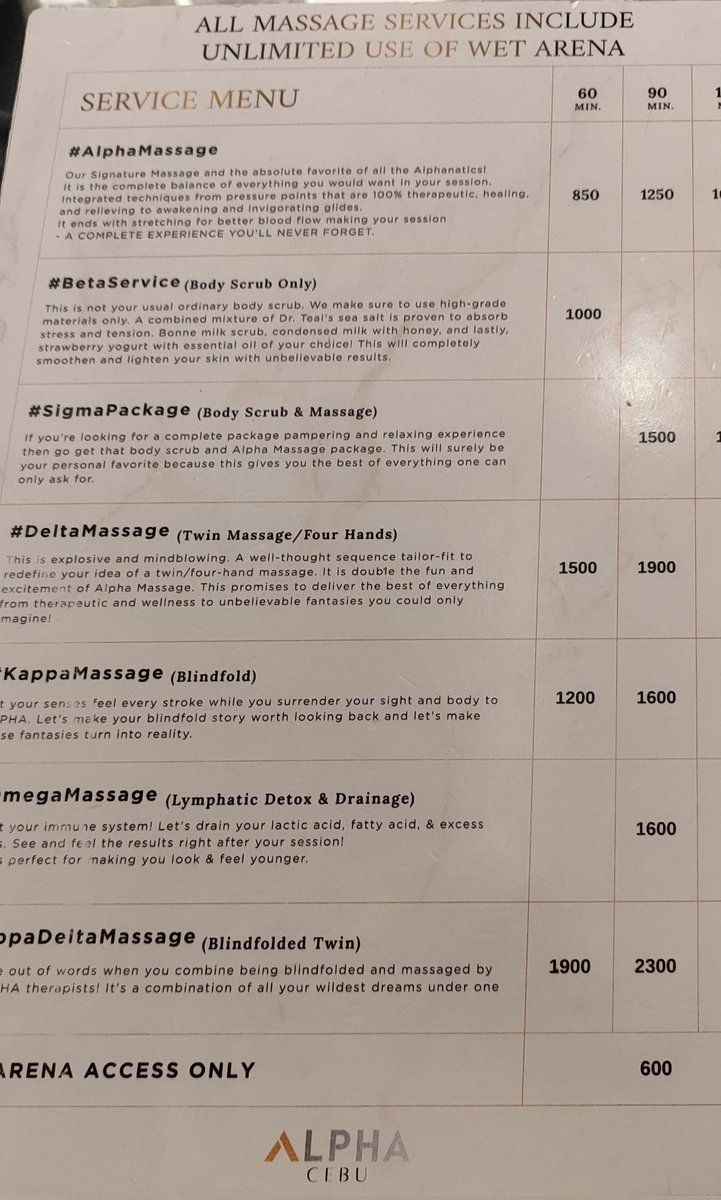 ALL MASSAGE SERVICES INCLUDE
UNLIMITED USE OF WET ARENA
SERVICE MENU
60 MIN.
90 MIN.
#AlphaMassage
Our Signature Massage and the absolute favorite of all the Alphanatics!
It is the complete balance of everything you would want in your session.
Integrated techniques from pressure points that are 100% therapeutic, healing,
and relieving to awakening and invigorating glides.
It ends with stretching for better blood flow making your session
- A COMPLETE EXPERIENCE YOU'LL NEVER FORGET.
850 1250
#BetaService (Body Scrub Only)
This is not your usual ordinary body scrub. We make sure to use high-grade
materials only. A combined mixture of Dr. Teal's sea salt is proven to absorb
stress and tension. Bonne milk scrub, condensed milk with honey, and lastly,
strawberry yogurt with essential oil of your choice! This will completely
smoothen and lighten your skin with unbelievable results.
1000
#SigmaPackage (Body Scrub & Massage)
If you're looking for a complete package pampering and relaxing experience
then go get that body scrub and Alpha Massage package. This will surely be
your personal favorite because this gives you the best of everything one can
only ask for.
1500
#DeltaMassage (Twin Massage/Four Hands)
This is explosive and mindblowing. A well-thought sequence tailor-fit to
redefine your idea of a twin/four-hand massage. It is double the fun and
excitement of Alpha Massage. This promises to deliver the best of everything
from therapeutic and wellness to unbelievable fantasies you could only
magine!
1500 1900
KappaMassage (Blindfold)
t your senses feel every stroke while you surrender your sight and body to
PHA. Let's make your blindfold story worth looking back and let's make
se fantasies turn into reality.
1200 1600
megaMassage (Lymphatic Detox & Drainage)
t your immune system! Let's drain your lactic acid, fatty acid, & excess
s. See and feel the results right after your session!
s perfect for making you look & feel younger.
1600
ppaDeitaMassage (Blindfolded Twin)
e out of words when you combine being blindfolded and massaged by
HA therapists! It's a combination of all your wildest dreams under one
1900 2300
ARENA ACCESS ONLY
600
ALPHA
CEBU